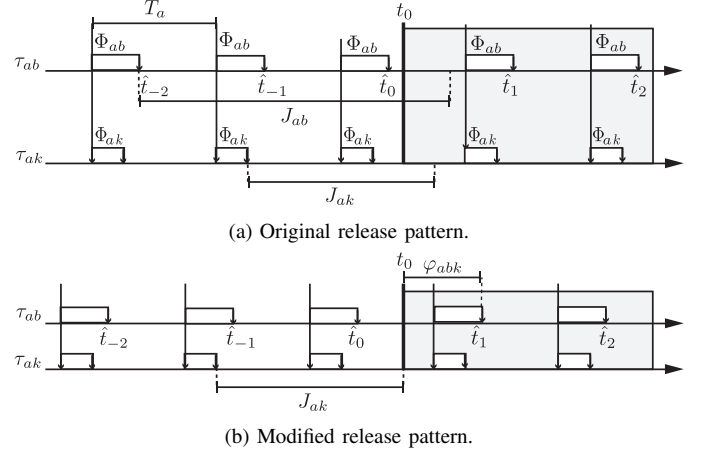 T_a t_0
Φ_ab Φ_ab Φ_ab Φ_ab Φ_ab
τ_ab
t̂_{−2} t̂_{−1} t̂_0 t̂_1 t̂_2
J_ab
Φ_ak Φ_ak Φ_ak Φ_ak Φ_ak
τ_ak
J_ak
(a) Original release pattern.
t_0 φ_abk
τ_ab
t̂_{−2} t̂_{−1} t̂_0 t̂_1 t̂_2
τ_ak
J_ak
(b) Modified release pattern.